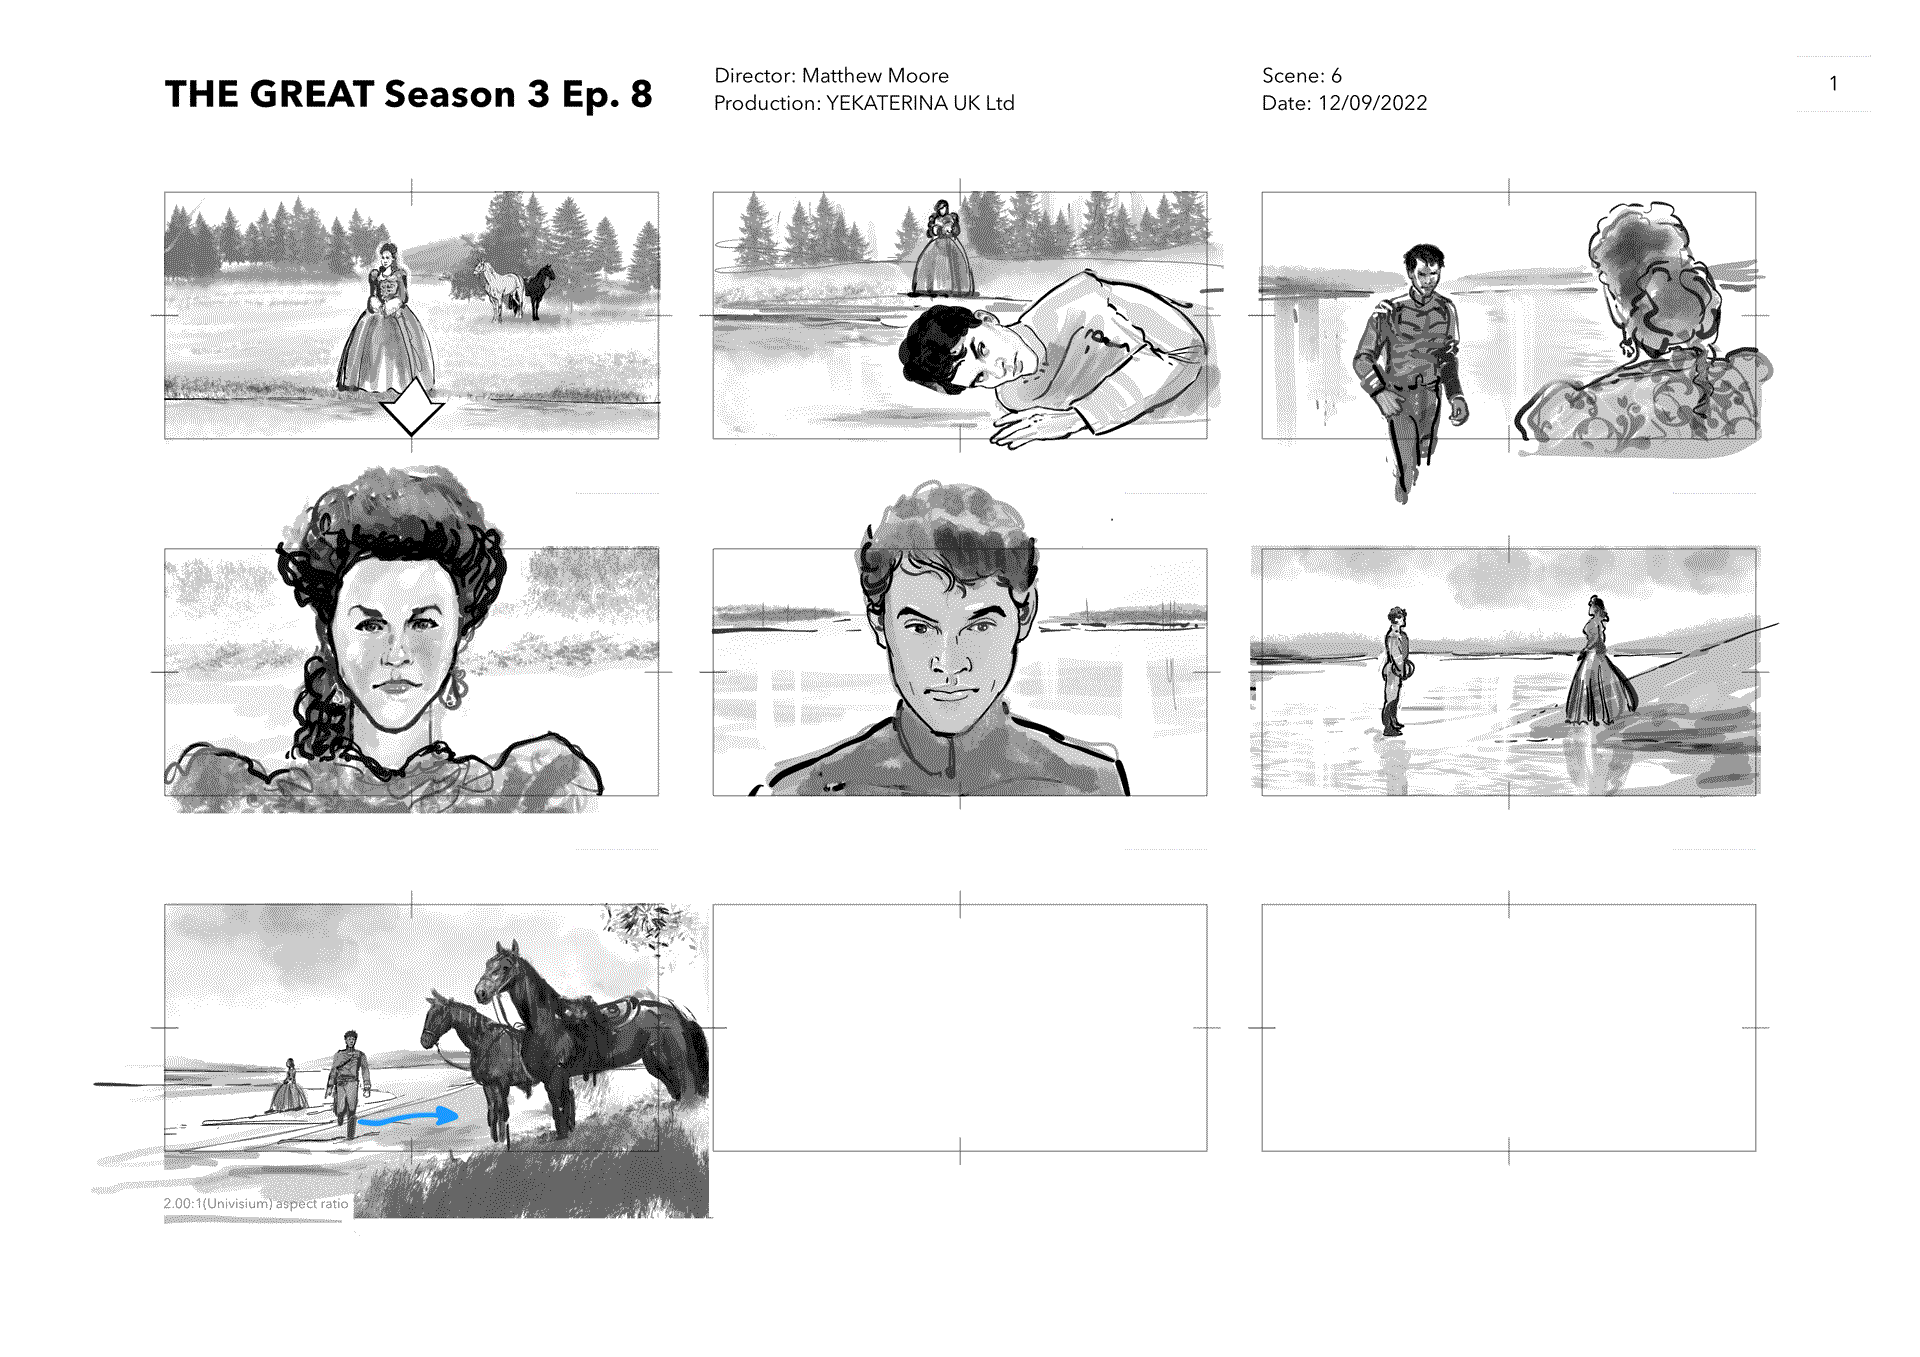 THE GREAT Season 3 Ep. 8
Director: Matthew Moore
Production: YEKATERINA UK Ltd
Scene: 6
Date: 12/09/2022
1
2.00:1(Univisium) aspect ratio